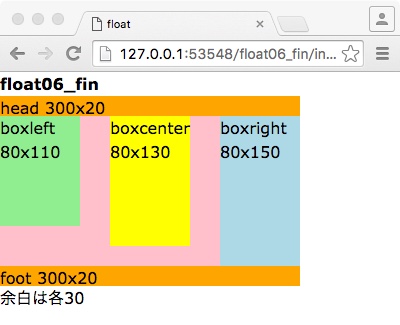 float
127.0.0.1:53548/float06_fin/in...
float06_fin
head 300x20
boxleft
80x110
boxcenter
80x130
boxright
80x150
foot 300x20
余白は各30